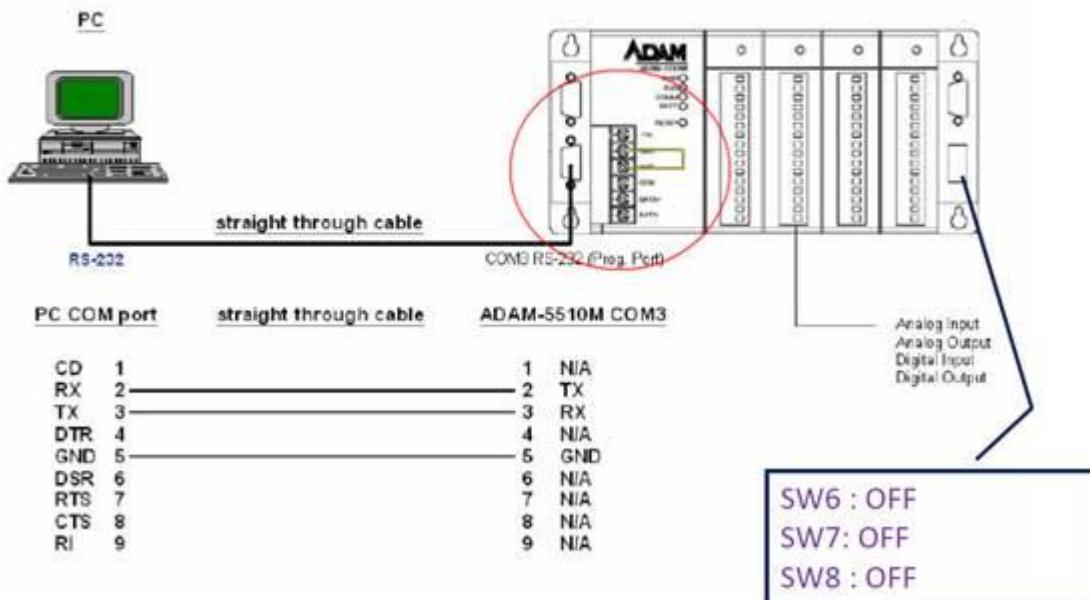 PC
ADAM
straight through cable
RS-232
COM3 RS-232 (Prog. Port)
PC COM port straight through cable ADAM-5510M COM3
CD 1 1 N/A
RX 2 2 TX
TX 3 3 RX
DTR 4 4 N/A
GND 5 5 GND
DSR 6 6 N/A
RTS 7 7 N/A
CTS 8 8 N/A
RI 9 9 N/A
Analog Input
Analog Output
Digital Input
Digital Output
SW6 : OFF
SW7: OFF
SW8 : OFF